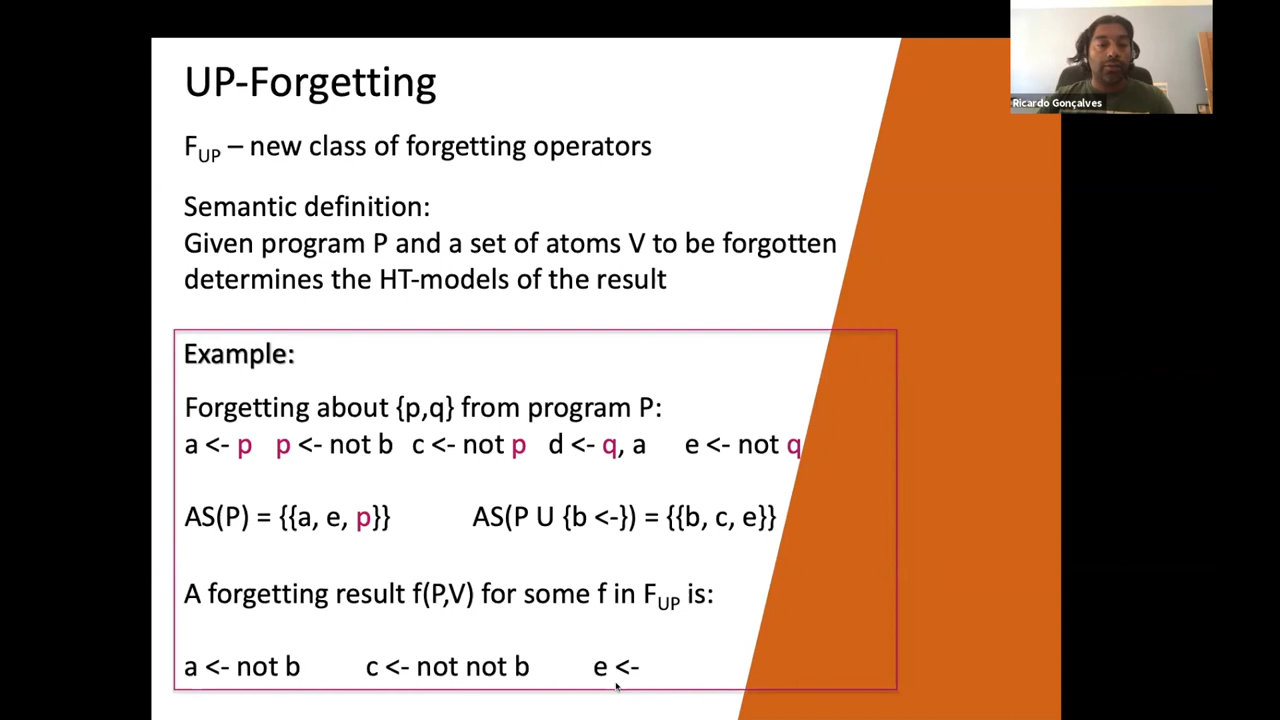 UP-Forgetting
Ricardo Gonçalves
F_UP – new class of forgetting operators
Semantic definition:
Given program P and a set of atoms V to be forgotten
determines the HT-models of the result
Example:
Forgetting about {p,q} from program P:
a <- p p <- not b c <- not p d <- q, a e <- not q
AS(P) = {{a, e, p}} AS(P U {b <-}) = {{b, c, e}}
A forgetting result f(P,V) for some f in F_UP is:
a <- not b c <- not not b e <-